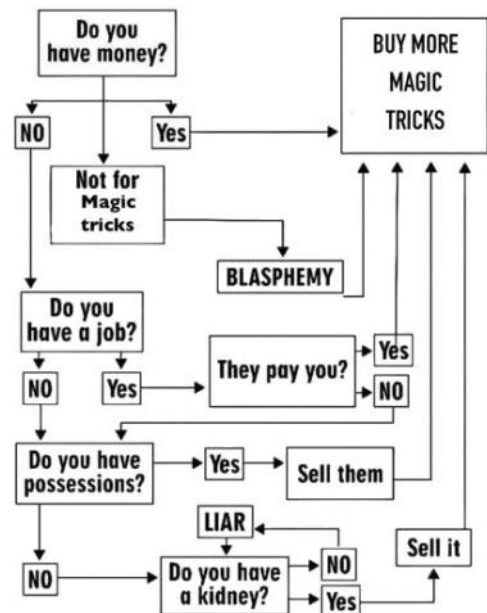 Do you
have money?
BUY MORE
MAGIC
TRICKS
NO
Yes
Not for
Magic
tricks
BLASPHEMY
Do you
have a job?
NO
Yes
They pay you?
Yes
NO
Do you have
possessions?
Yes
Sell them
LIAR
NO
Do you have
a kidney?
NO
Yes
Sell it